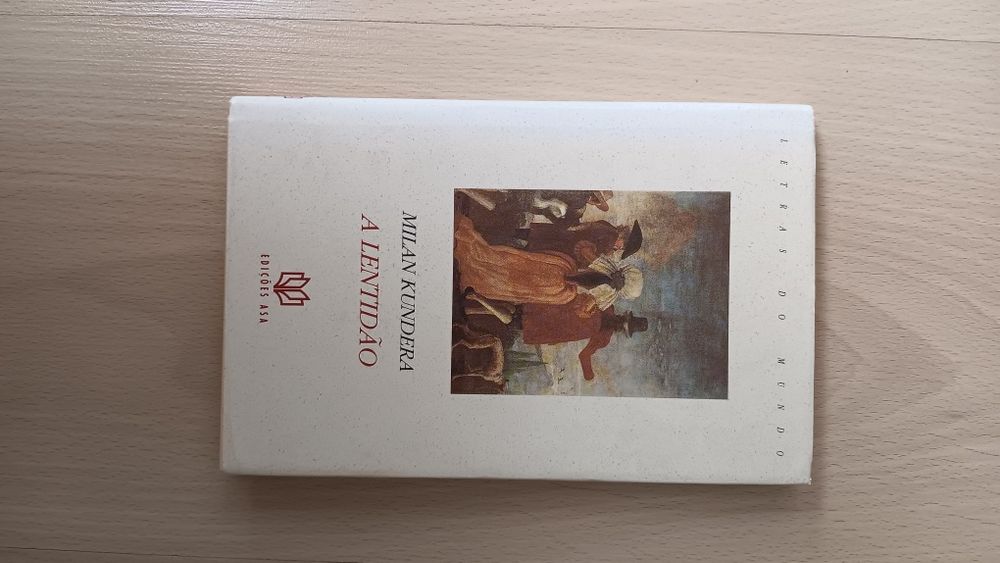 LETRAS DO MUNDO
MILAN KUNDERA
A LENTIDÃO
EDIÇÕES ASA